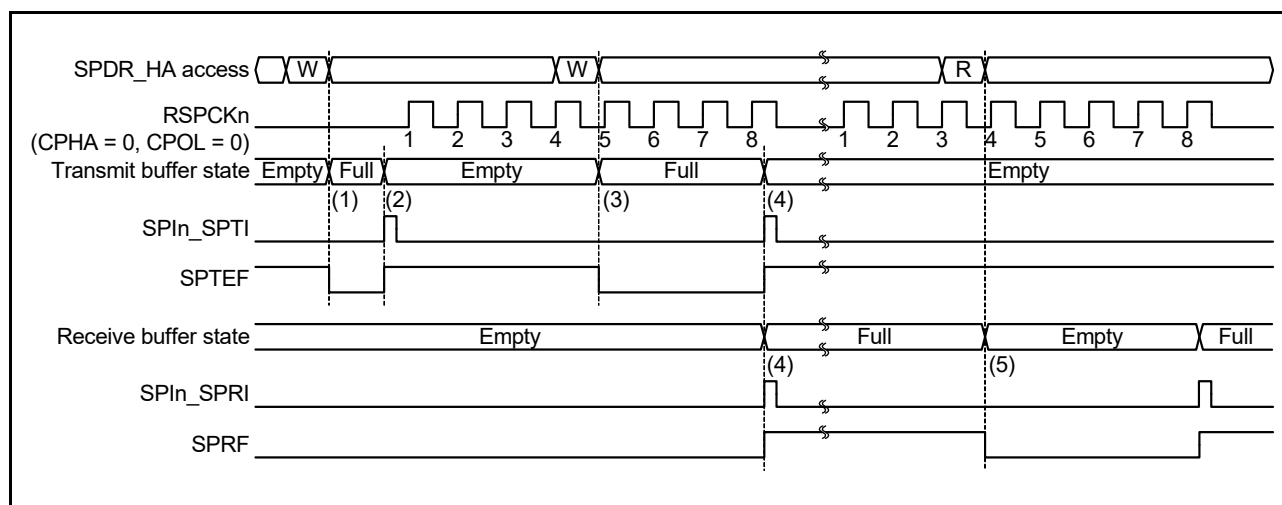 SPDR_HA access W W R
RSPCKn
(CPHA = 0, CPOL = 0) 1 2 3 4 5 6 7 8 1 2 3 4 5 6 7 8
Transmit buffer state Empty Full Empty Full Empty
(1) (2) (3) (4)
SPIn_SPTI
SPTEF
Receive buffer state Empty Full Empty Full
(4) (5)
SPIn_SPRI
SPRF